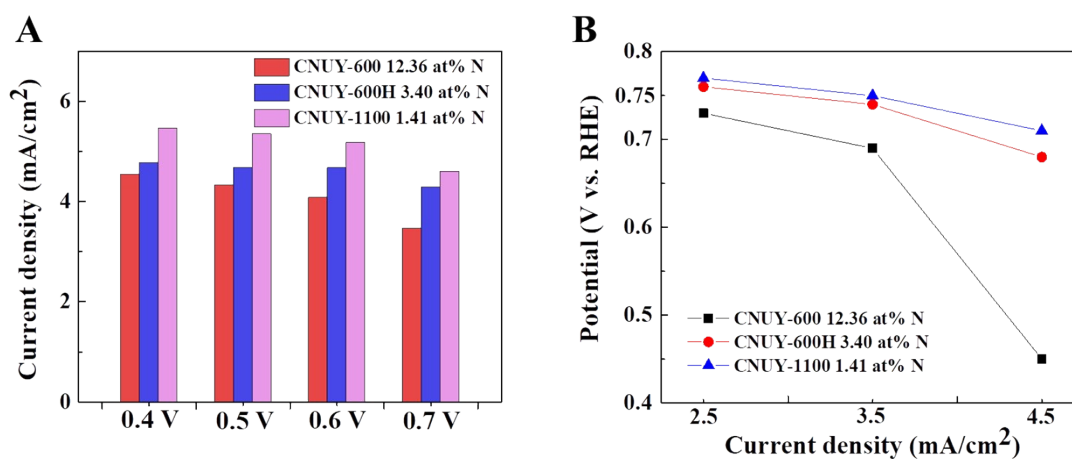 A
Current density (mA/cm²)
6
4
2
0
CNUY-600 12.36 at% N
CNUY-600H 3.40 at% N
CNUY-1100 1.41 at% N
0.4 V
0.5 V
0.6 V
0.7 V
B
Potential (V vs. RHE)
0.8
0.75
0.7
0.6
0.5
0.4
CNUY-600 12.36 at% N
CNUY-600H 3.40 at% N
CNUY-1100 1.41 at% N
2.5
3.5
4.5
Current density (mA/cm²)